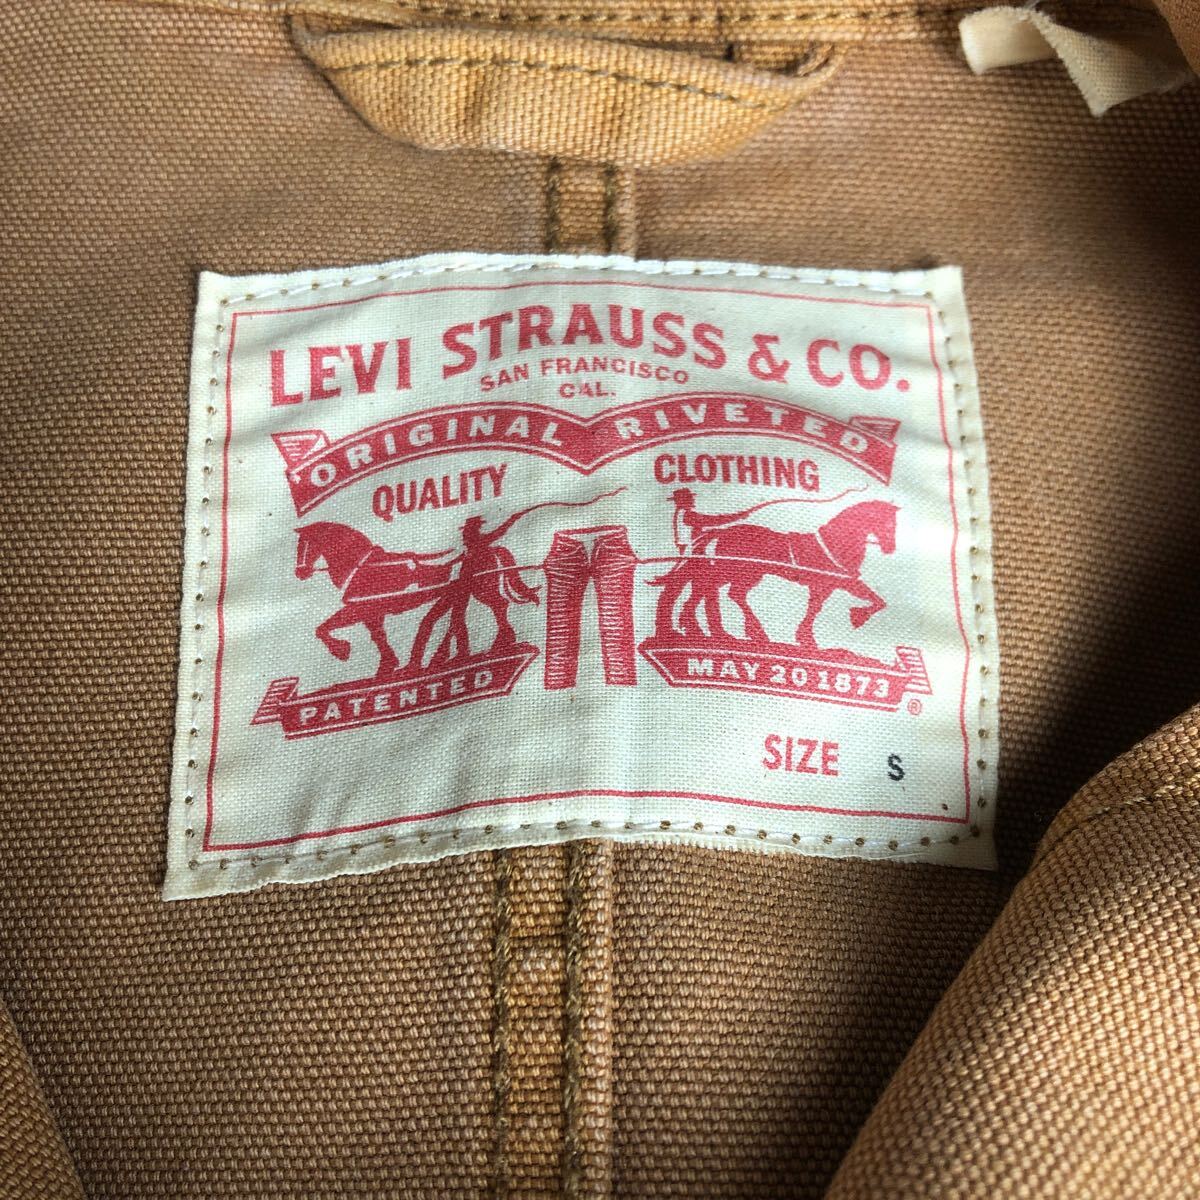 LEVI STRAUSS & CO.
SAN FRANCISCO
CAL.
ORIGINAL RIVETED
QUALITY CLOTHING
PATENTED MAY 20 1873 ®
SIZE S